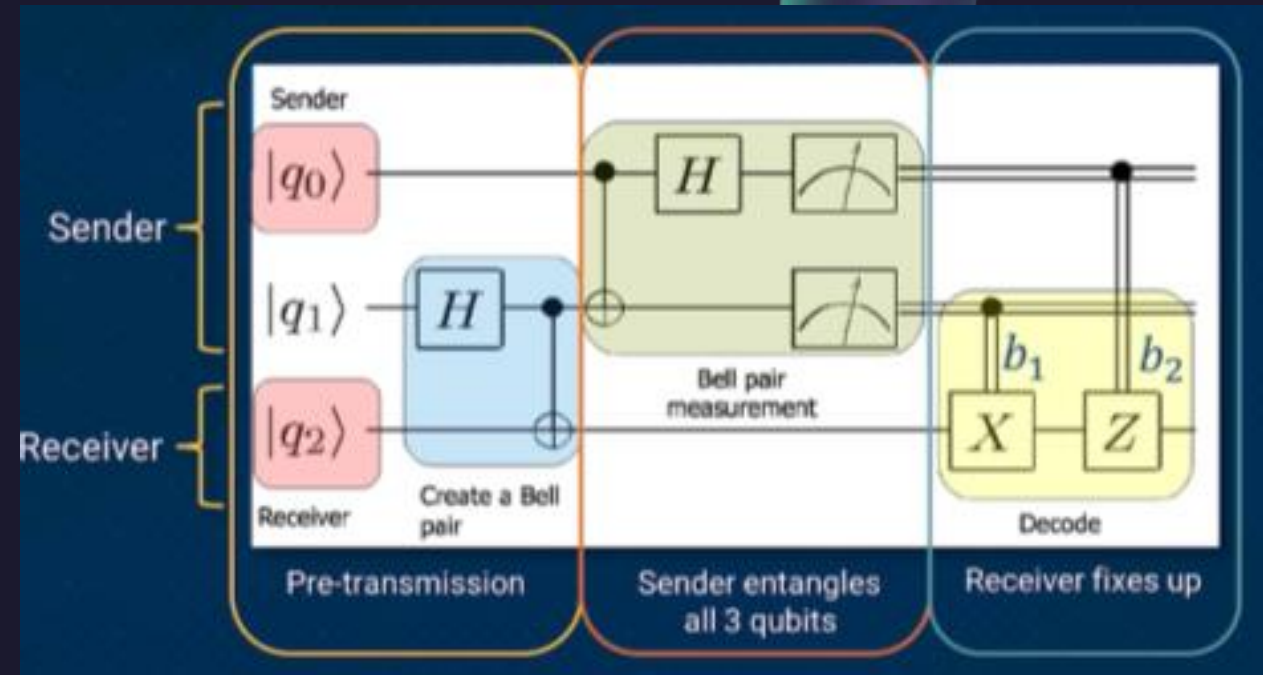 Sender
Sender
|q0⟩
H
|q1⟩
H
b1
b2
Bell pair
measurement
Receiver
|q2⟩
X
Z
Create a Bell
pair
Receiver
Decode
Pre-transmission
Sender entangles
all 3 qubits
Receiver fixes up